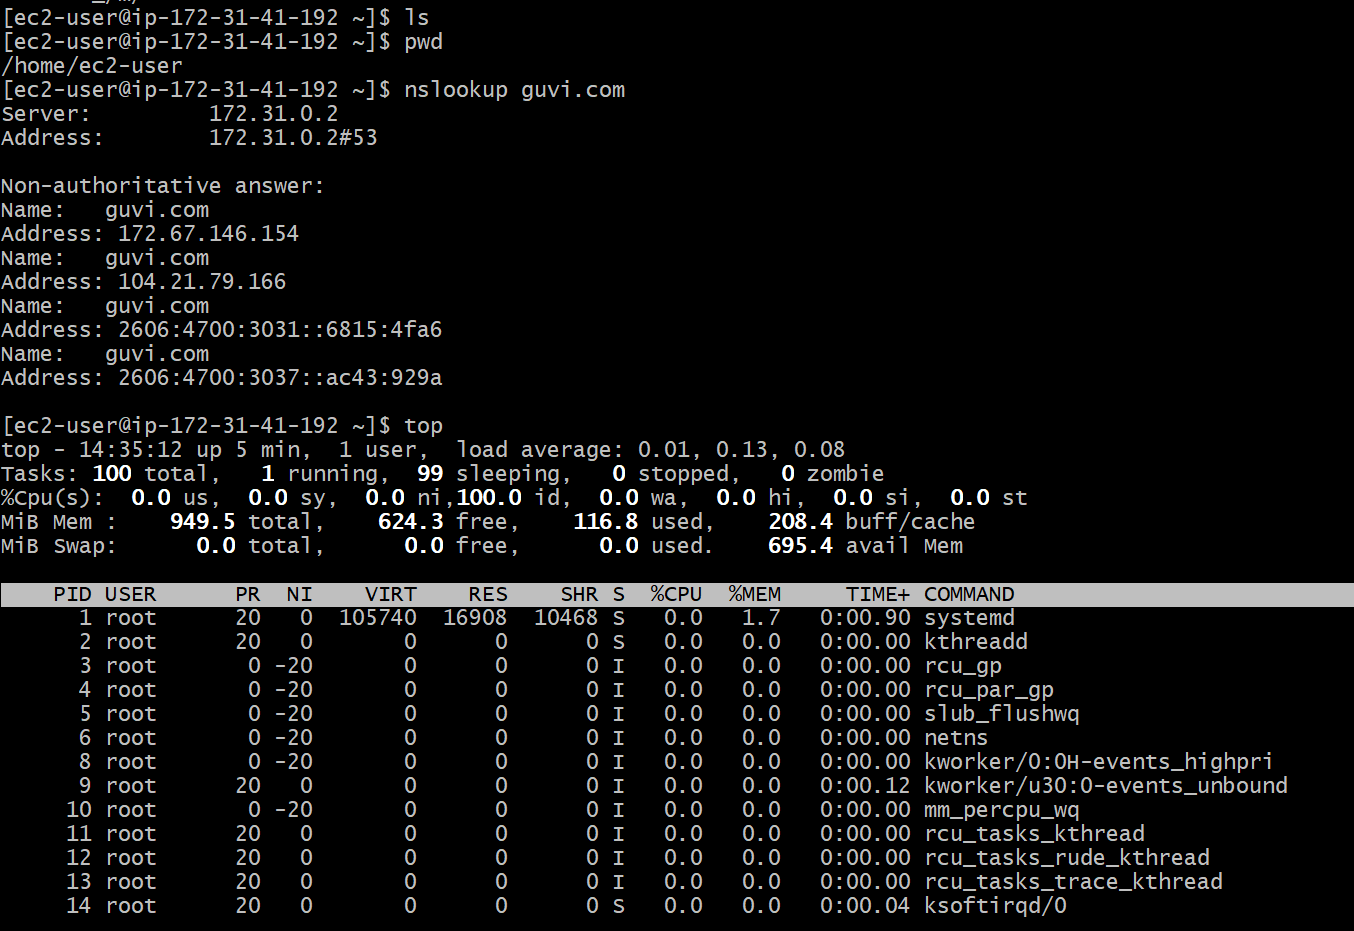 [ec2-user@ip-172-31-41-192 ~]$ ls
[ec2-user@ip-172-31-41-192 ~]$ pwd
/home/ec2-user
[ec2-user@ip-172-31-41-192 ~]$ nslookup guvi.com
Server:         172.31.0.2
Address:        172.31.0.2#53

Non-authoritative answer:
Name:   guvi.com
Address: 172.67.146.154
Name:   guvi.com
Address: 104.21.79.166
Name:   guvi.com
Address: 2606:4700:3031::6815:4fa6
Name:   guvi.com
Address: 2606:4700:3037::ac43:929a

[ec2-user@ip-172-31-41-192 ~]$ top
top - 14:35:12 up 5 min,  1 user,  load average: 0.01, 0.13, 0.08
Tasks: 100 total,   1 running,  99 sleeping,   0 stopped,   0 zombie
%Cpu(s):  0.0 us,  0.0 sy,  0.0 ni,100.0 id,  0.0 wa,  0.0 hi,  0.0 si,  0.0 st
MiB Mem :    949.5 total,    624.3 free,    116.8 used,    208.4 buff/cache
MiB Swap:      0.0 total,      0.0 free,      0.0 used.    695.4 avail Mem

    PID USER      PR  NI    VIRT    RES    SHR S  %CPU  %MEM     TIME+ COMMAND
      1 root      20   0  105740  16908  10468 S   0.0   1.7   0:00.90 systemd
      2 root      20   0       0      0      0 S   0.0   0.0   0:00.00 kthreadd
      3 root       0 -20       0      0      0 I   0.0   0.0   0:00.00 rcu_gp
      4 root       0 -20       0      0      0 I   0.0   0.0   0:00.00 rcu_par_gp
      5 root       0 -20       0      0      0 I   0.0   0.0   0:00.00 slub_flushwq
      6 root       0 -20       0      0      0 I   0.0   0.0   0:00.00 netns
      8 root       0 -20       0      0      0 I   0.0   0.0   0:00.00 kworker/0:0H-events_highpri
      9 root      20   0       0      0      0 I   0.0   0.0   0:00.12 kworker/u30:0-events_unbound
     10 root       0 -20       0      0      0 I   0.0   0.0   0:00.00 mm_percpu_wq
     11 root      20   0       0      0      0 I   0.0   0.0   0:00.00 rcu_tasks_kthread
     12 root      20   0       0      0      0 I   0.0   0.0   0:00.00 rcu_tasks_rude_kthread
     13 root      20   0       0      0      0 I   0.0   0.0   0:00.00 rcu_tasks_trace_kthread
     14 root      20   0       0      0      0 S   0.0   0.0   0:00.04 ksoftirqd/0